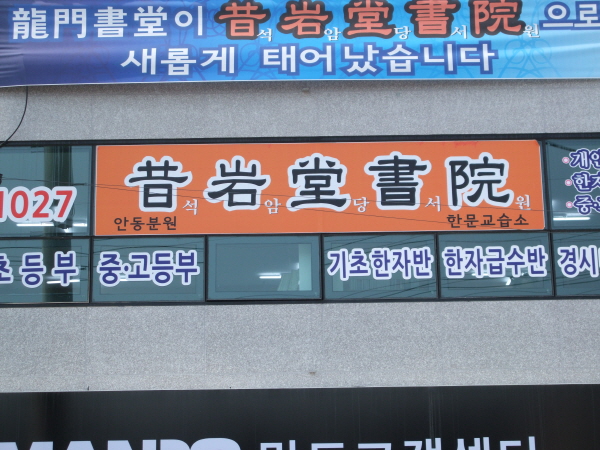 龍門書堂이 昔岩堂書院 으로
석 암 당 서 원
새롭게 태어났습니다
1027
昔岩堂書院
석 암 당 서 원
안동분원 한문교습소
초등부 중·고등부 기초한자반 한자급수반 경시